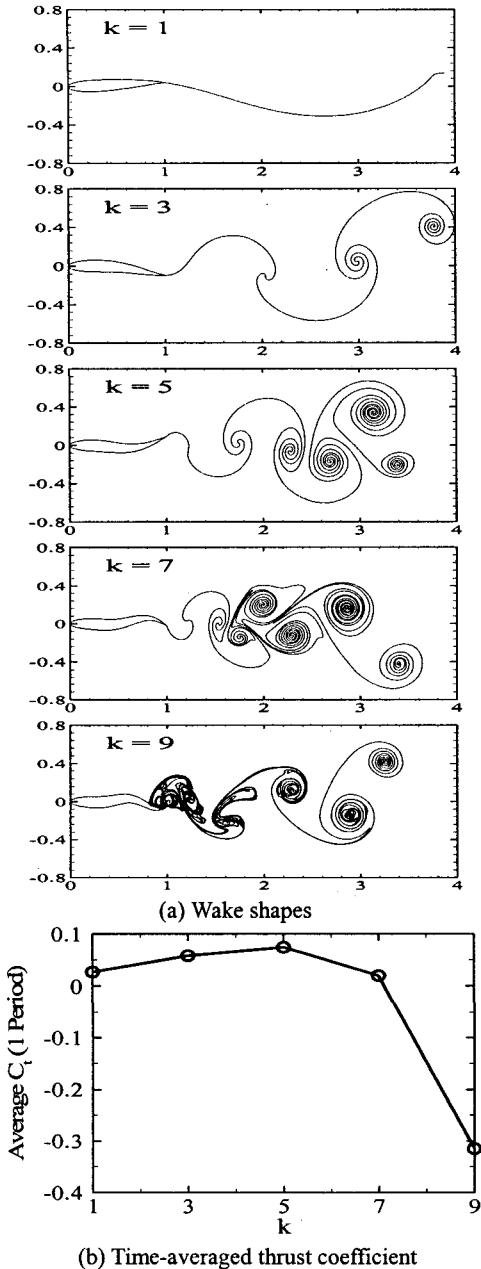 0.8
k = 1
0.4
0
-0.4
-0.8
0 1 2 3 4
0.8
k = 3
0.4
0
-0.4
-0.8
0 1 2 3 4
0.8
k = 5
0.4
0
-0.4
-0.8
0 1 2 3 4
0.8
k = 7
0.4
0
-0.4
-0.8
0 1 2 3 4
0.8
k = 9
0.4
0
-0.4
-0.8
0 1 2 3 4
(a) Wake shapes
Average Ct (1 Period)
0.1
0
-0.1
-0.2
-0.3
-0.4
1 3 5 7 9
k
(b) Time-averaged thrust coefficient